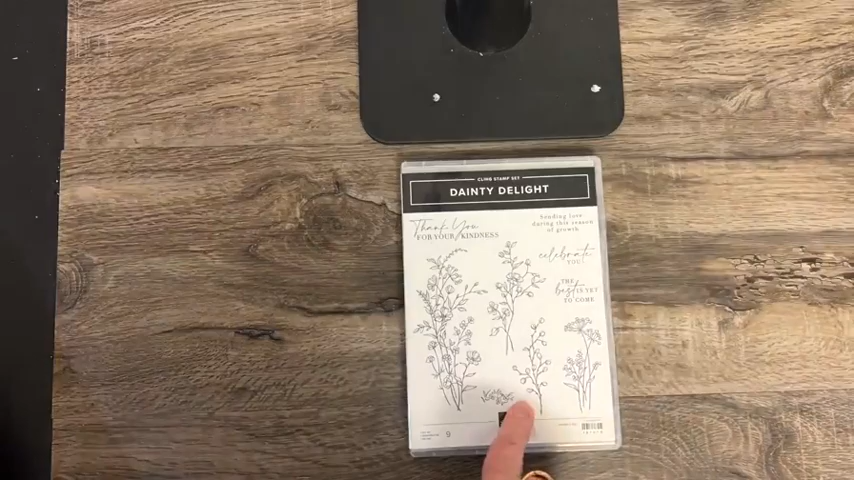 CLING STAMP SET
DAINTY DELIGHT
Thank You
FOR YOUR KINDNESS
sending love
during this season
of growth
celebrate
YOU
THE
best IS YET
TO COME
9